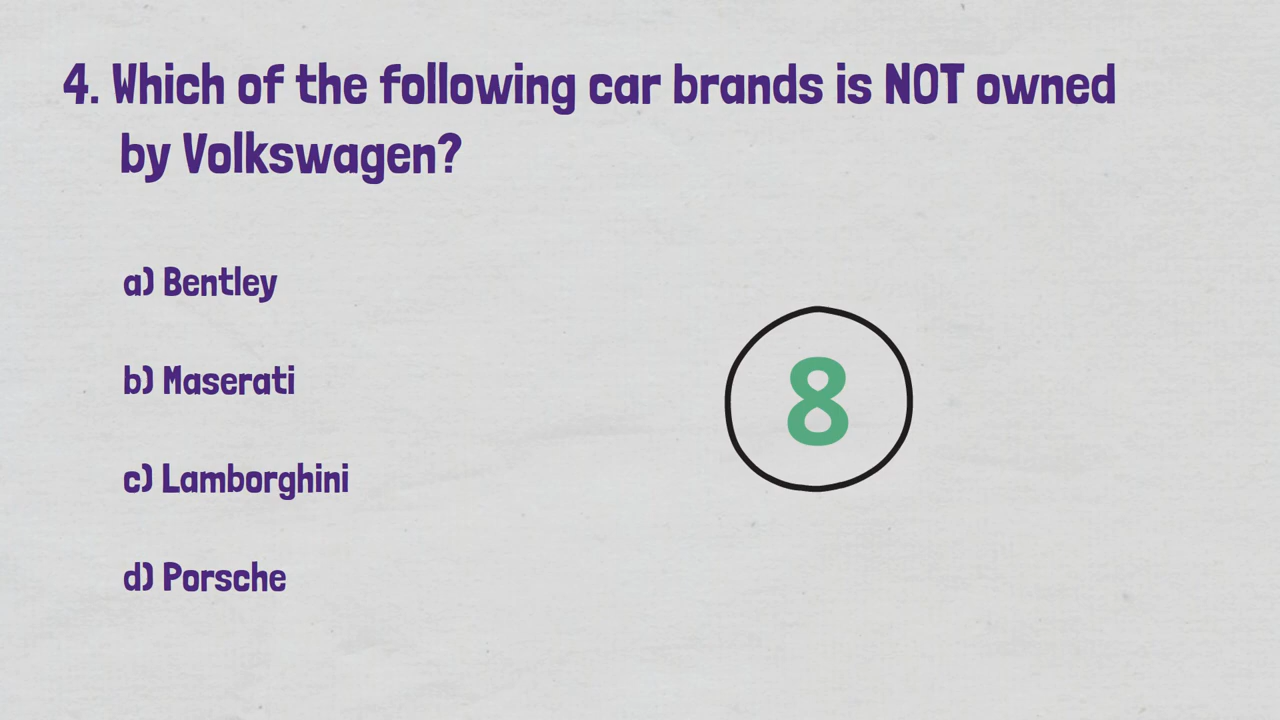 4. Which of the following car brands is NOT owned
by Volkswagen?
a) Bentley
b) Maserati
8
c) Lamborghini
d) Porsche